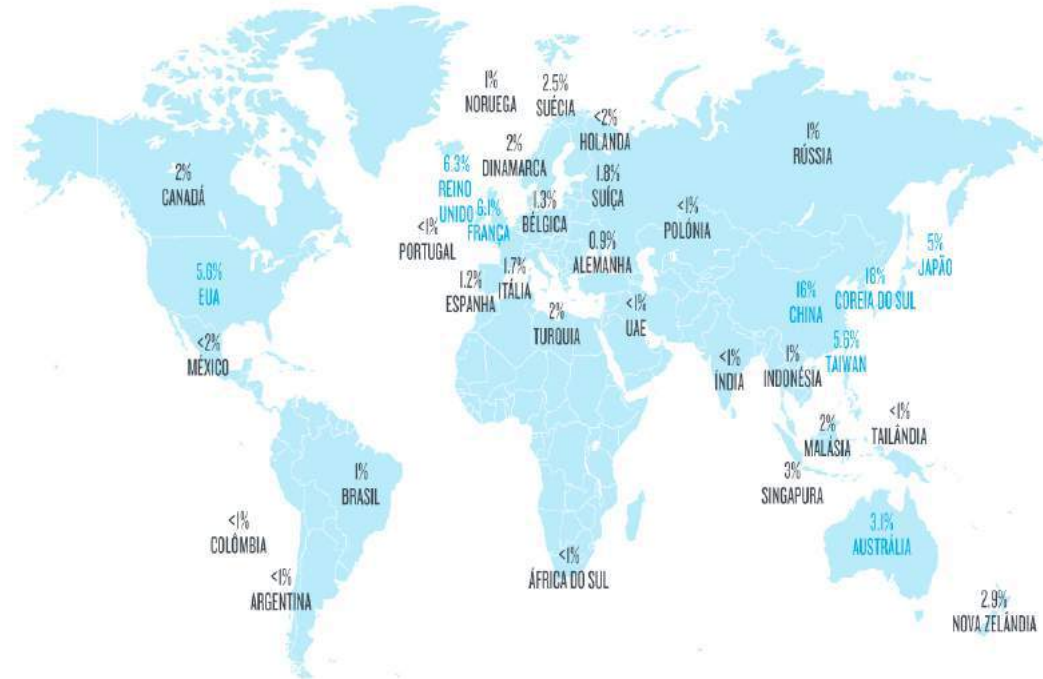 1%
NORUEGA
2.5%
SUÉCIA
<2%
HOLANDA
1%
RÚSSIA
2%
CANADÁ
6.3%
REINO
UNIDO
2%
DINAMARCA
1.8%
SUÍÇA
6.1%
FRANÇA
1.3%
BÉLGICA
<1%
POLÓNIA
<1%
PORTUGAL
0.9%
ALEMANHA
5%
JAPÃO
5.6%
EUA
1.2%
ESPANHA
1.7%
ITÁLIA
18%
COREIA DO SUL
16%
CHINA
2%
TURQUIA
<1%
UAE
5.6%
TAIWAN
<2%
MÉXICO
<1%
ÍNDIA
1%
INDONÉSIA
<1%
TAILÂNDIA
2%
MALÁSIA
3%
SINGAPURA
1%
BRASIL
<1%
COLÔMBIA
<1%
ARGENTINA
<1%
ÁFRICA DO SUL
3.1%
AUSTRÁLIA
2.9%
NOVA ZELÂNDIA